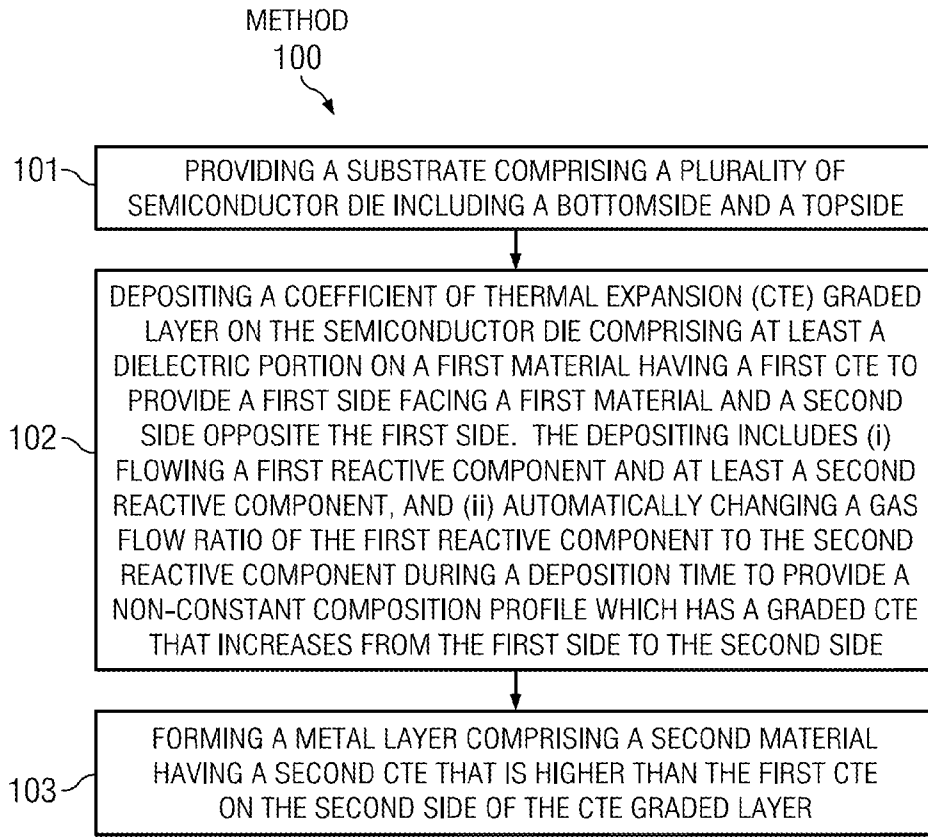 METHOD
100
101
PROVIDING A SUBSTRATE COMPRISING A PLURALITY OF
SEMICONDUCTOR DIE INCLUDING A BOTTOMSIDE AND A TOPSIDE
102
DEPOSITING A COEFFICIENT OF THERMAL EXPANSION (CTE) GRADED
LAYER ON THE SEMICONDUCTOR DIE COMPRISING AT LEAST A
DIELECTRIC PORTION ON A FIRST MATERIAL HAVING A FIRST CTE TO
PROVIDE A FIRST SIDE FACING A FIRST MATERIAL AND A SECOND
SIDE OPPOSITE THE FIRST SIDE. THE DEPOSITING INCLUDES (i)
FLOWING A FIRST REACTIVE COMPONENT AND AT LEAST A SECOND
REACTIVE COMPONENT, AND (ii) AUTOMATICALLY CHANGING A GAS
FLOW RATIO OF THE FIRST REACTIVE COMPONENT TO THE SECOND
REACTIVE COMPONENT DURING A DEPOSITION TIME TO PROVIDE A
NON-CONSTANT COMPOSITION PROFILE WHICH HAS A GRADED CTE
THAT INCREASES FROM THE FIRST SIDE TO THE SECOND SIDE
103
FORMING A METAL LAYER COMPRISING A SECOND MATERIAL
HAVING A SECOND CTE THAT IS HIGHER THAN THE FIRST CTE
ON THE SECOND SIDE OF THE CTE GRADED LAYER